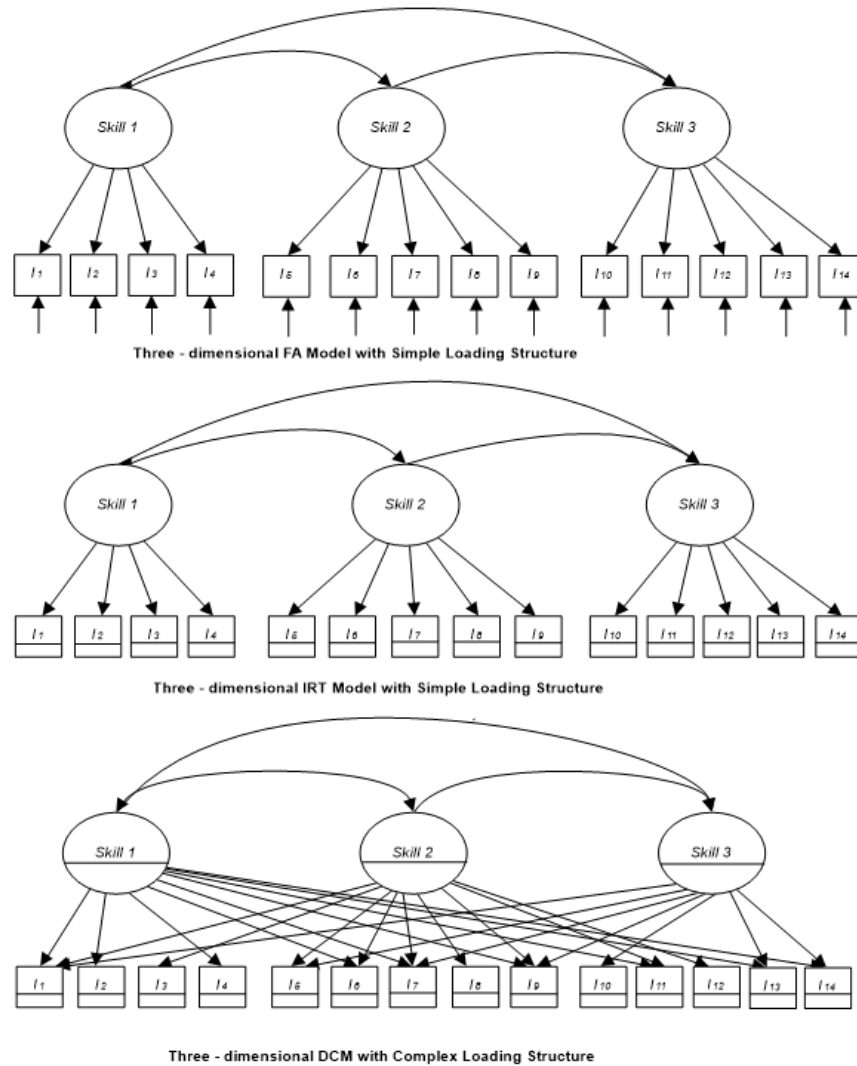 Skill 1 Skill 2 Skill 3
I1 I2 I3 I4 I5 I6 I7 I8 I9 I10 I11 I12 I13 I14
Three - dimensional FA Model with Simple Loading Structure
Skill 1 Skill 2 Skill 3
I1 I2 I3 I4 I5 I6 I7 I8 I9 I10 I11 I12 I13 I14
Three - dimensional IRT Model with Simple Loading Structure
Skill 1 Skill 2 Skill 3
I1 I2 I3 I4 I5 I6 I7 I8 I9 I10 I11 I12 I13 I14
Three - dimensional DCM with Complex Loading Structure